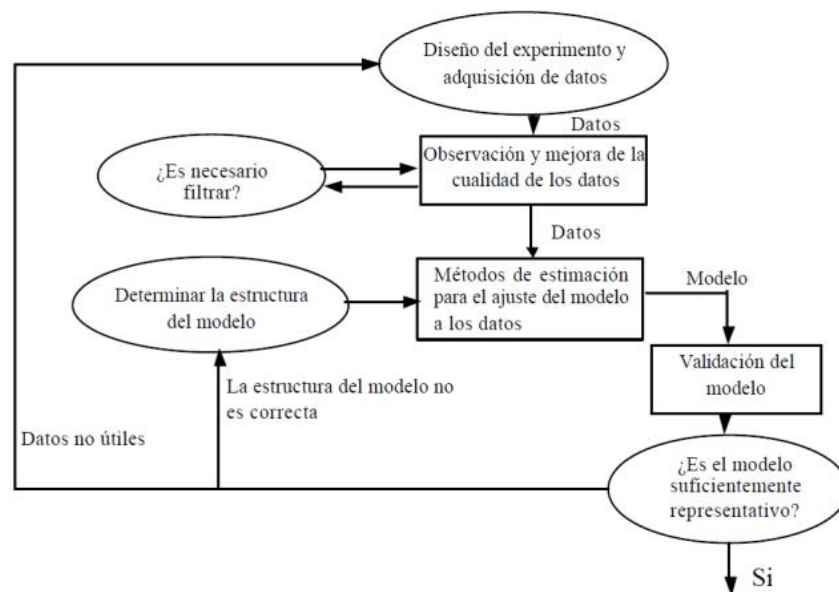 Diseño del experimento y
adquisición de datos
Datos
¿Es necesario
filtrar?
Observación y mejora de la
cualidad de los datos
Datos
Determinar la estructura
del modelo
Métodos de estimación
para el ajuste del modelo
a los datos
Modelo
Validación del
modelo
La estructura del modelo no
es correcta
Datos no útiles
¿Es el modelo
suficientemente
representativo?
Si